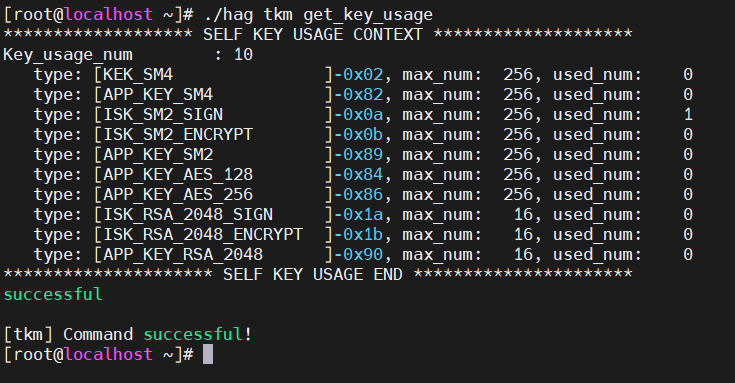 [root@localhost ~]# ./hag tkm get_key_usage
******************* SELF KEY USAGE CONTEXT ********************
Key_usage_num        : 10
   type: [KEK_SM4               ]-0x02, max_num:  256, used_num:    0
   type: [APP_KEY_SM4           ]-0x82, max_num:  256, used_num:    0
   type: [ISK_SM2_SIGN          ]-0x0a, max_num:  256, used_num:    1
   type: [ISK_SM2_ENCRYPT       ]-0x0b, max_num:  256, used_num:    0
   type: [APP_KEY_SM2           ]-0x89, max_num:  256, used_num:    0
   type: [APP_KEY_AES_128       ]-0x84, max_num:  256, used_num:    0
   type: [APP_KEY_AES_256       ]-0x86, max_num:  256, used_num:    0
   type: [ISK_RSA_2048_SIGN     ]-0x1a, max_num:   16, used_num:    0
   type: [ISK_RSA_2048_ENCRYPT  ]-0x1b, max_num:   16, used_num:    0
   type: [APP_KEY_RSA_2048      ]-0x90, max_num:   16, used_num:    0
********************* SELF KEY USAGE END **********************
successful
[tkm] Command successful!
[root@localhost ~]#